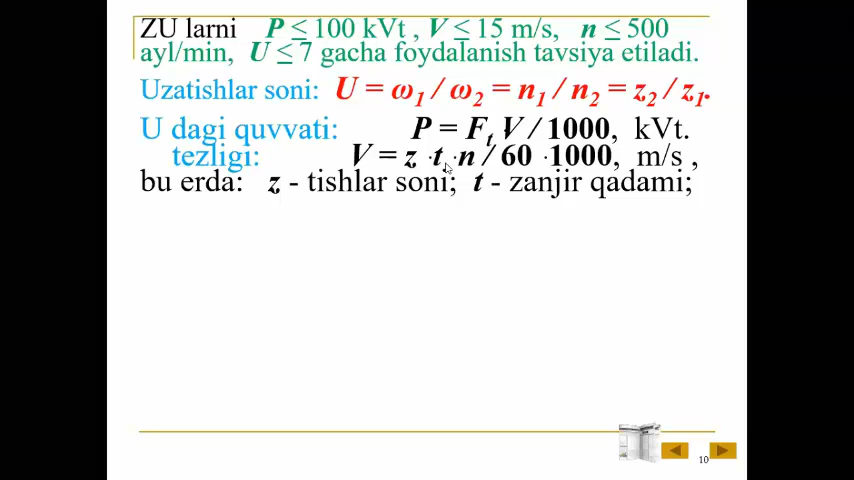 ZU larni P ≤ 100 kVt , V ≤ 15 m/s, n ≤ 500
ayl/min, U ≤ 7 gacha foydalanish tavsiya etiladi.
Uzatishlar soni: U = ω1 / ω2 = n1 / n2 = z2 / z1.
U dagi quvvati: P = Ft V / 1000, kVt.
tezligi: V = z · t · n / 60 · 1000, m/s ,
bu erda: z - tishlar soni; t - zanjir qadami;
10